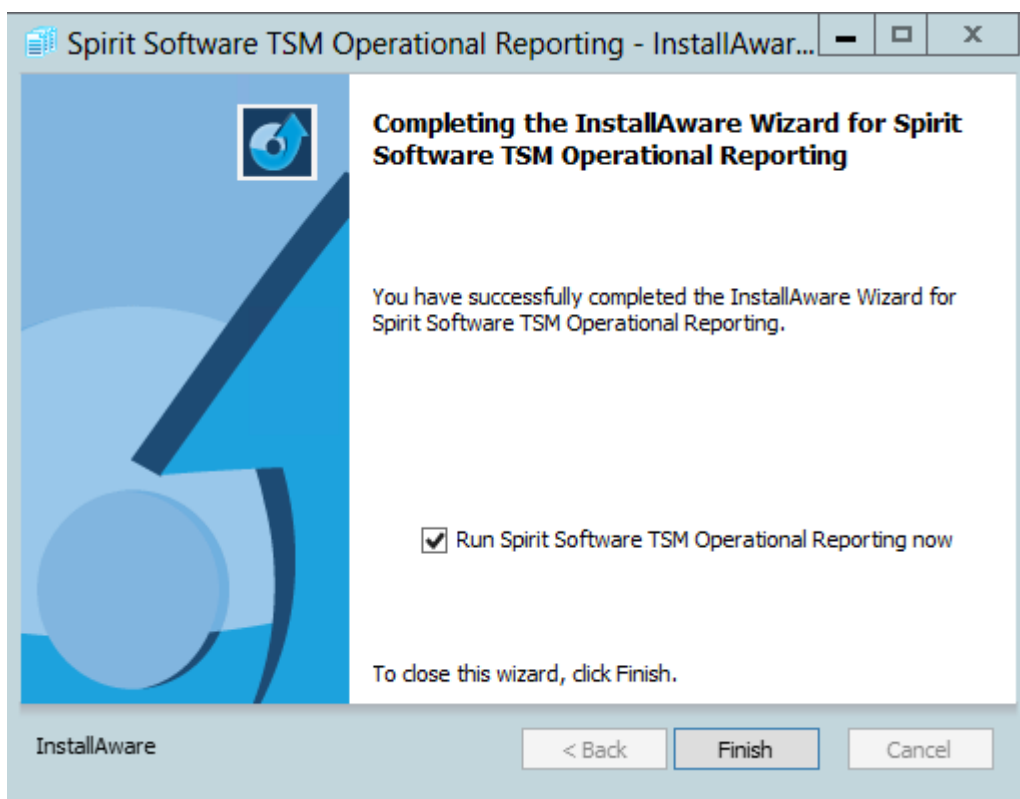 Spirit Software TSM Operational Reporting - InstallAwar...
Completing the InstallAware Wizard for Spirit
Software TSM Operational Reporting
You have successfully completed the InstallAware Wizard for
Spirit Software TSM Operational Reporting.
Run Spirit Software TSM Operational Reporting now
To close this wizard, click Finish.
InstallAware
< Back
Finish
Cancel